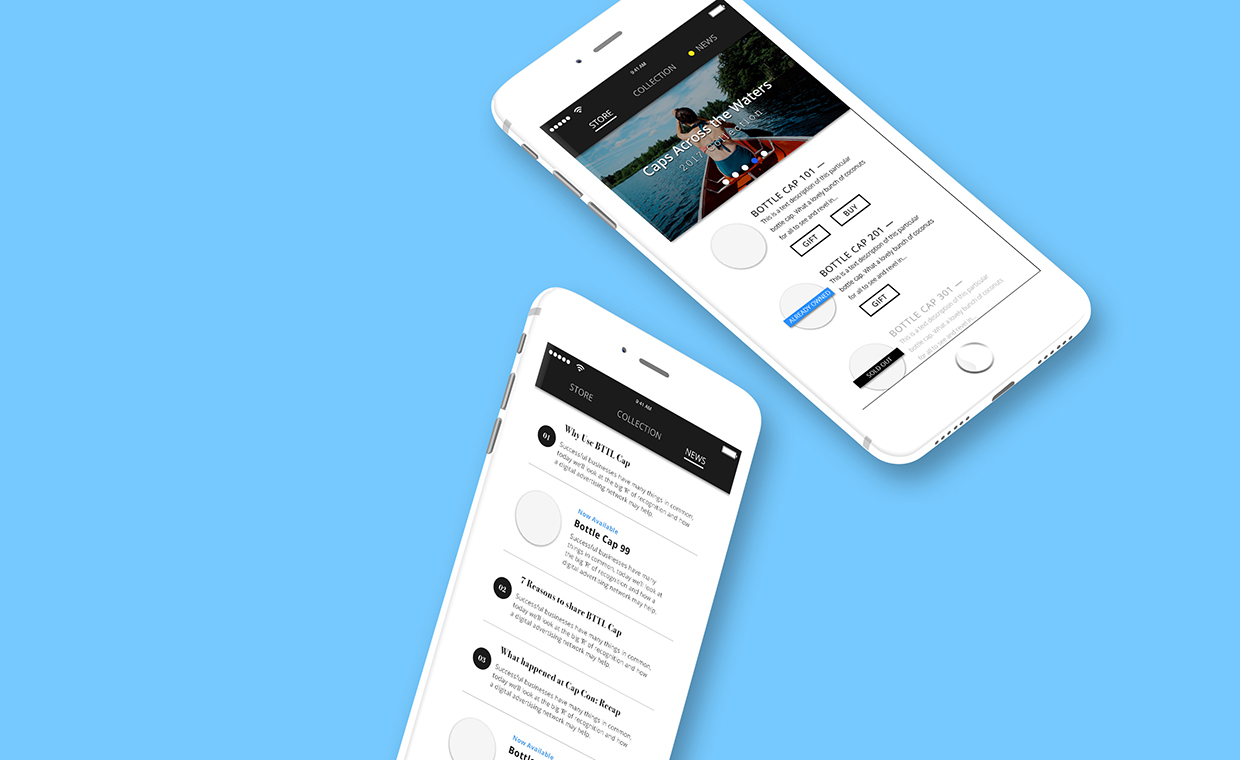 9:41 AM
STORE
COLLECTION
NEWS
Caps Across the Waters
2017 Collection
BOTTLE CAP 101 —
This is a text description of this particular
bottle cap. What a lovely bunch of coconuts
for all to see and revel in...
GIFT
BUY
BOTTLE CAP 201 —
This is a text description of this particular
bottle cap. What a lovely bunch of coconuts
for all to see and revel in...
ALREADY OWNED
GIFT
BOTTLE CAP 301 —
This is a text description of this particular
bottle cap. What a lovely bunch of coconuts
for all to see and revel in...
SOLD OUT
9:41 AM
STORE
COLLECTION
NEWS
01
Why Use BTTL Cap
Successful businesses have many things in common,
today we'll look at the big 'R' of recognition and how
a digital advertising network may help.
Now Available
Bottle Cap 99
Successful businesses have many
things in common, today we'll look at
the big 'R' of recognition and how a
digital advertising network may help.
02
7 Reasons to share BTTL Cap
Successful businesses have many things in common,
today we'll look at the big 'R' of recognition and how
a digital advertising network may help.
03
What happened at Cap Con: Recap
Successful businesses have many things in common,
today we'll look at the big 'R' of recognition and how
a digital advertising network may help.
Now Available